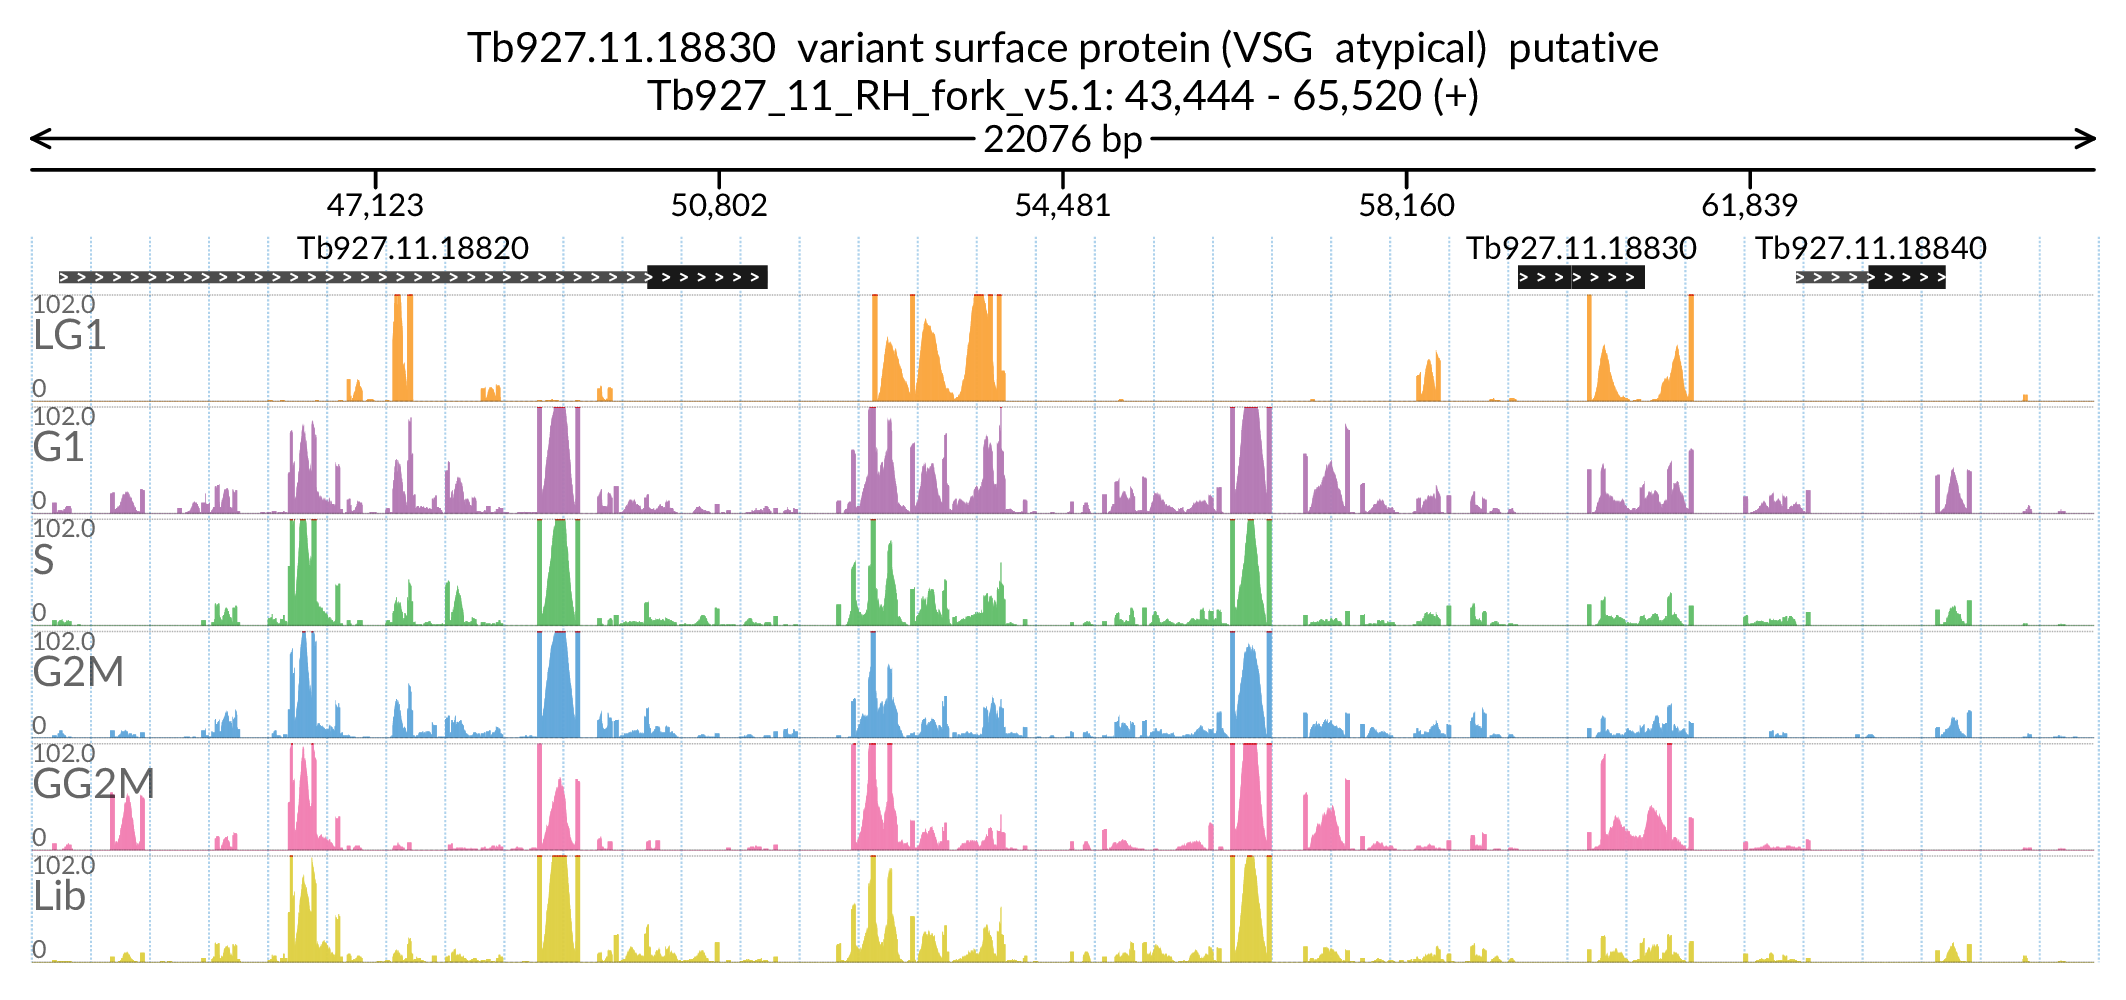 Tb927.11.18830  variant surface protein (VSG  atypical)  putative
Tb927_11_RH_fork_v5.1: 43,444 - 65,520 (+)
22076 bp
47,123 50,802 54,481 58,160 61,839
Tb927.11.18820 Tb927.11.18830 Tb927.11.18840
102.0
LG1
0
102.0
G1
0
102.0
S
0
102.0
G2M
0
102.0
GG2M
0
102.0
Lib
0